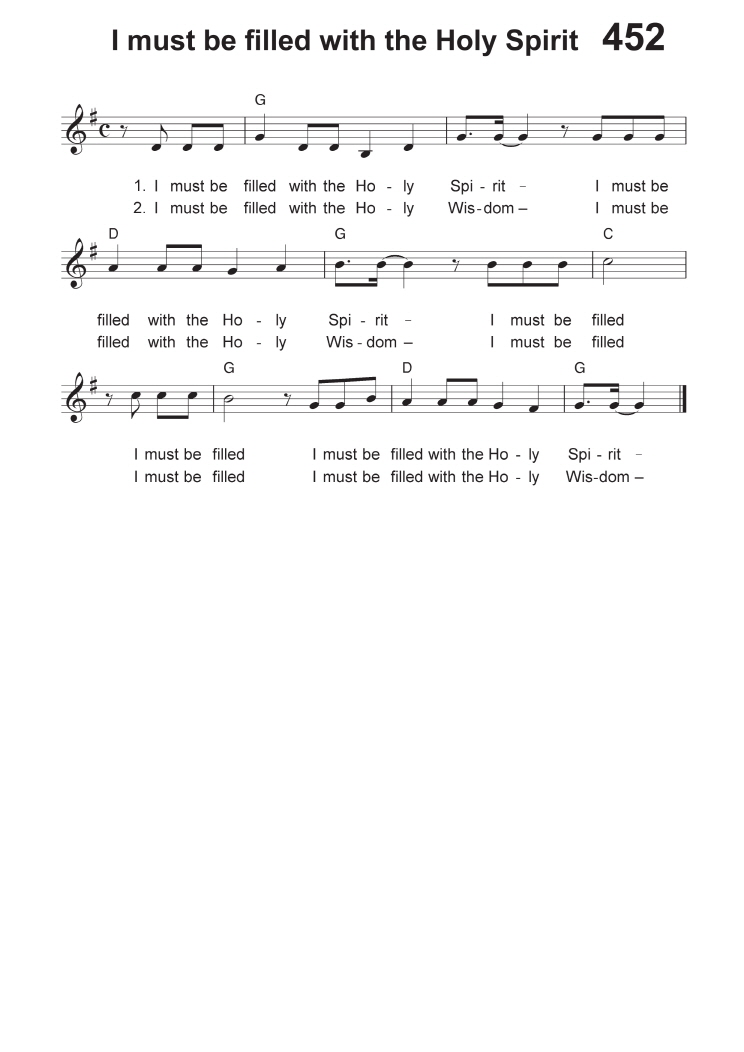 I must be filled with the Holy Spirit 452
G
1. I must be filled with the Ho - ly Spi - rit - I must be
2. I must be filled with the Ho - ly Wis - dom – I must be
D G C
filled with the Ho - ly Spi - rit - I must be filled
filled with the Ho - ly Wis - dom – I must be filled
G D G
I must be filled I must be filled with the Ho - ly Spi - rit -
I must be filled I must be filled with the Ho - ly Wis - dom –